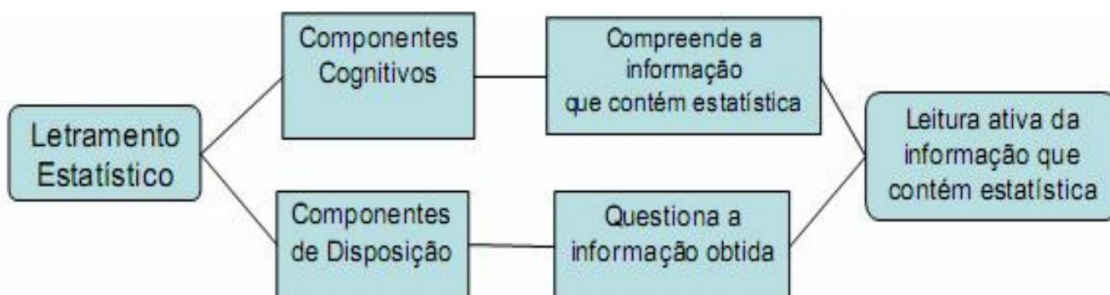 Letramento
Estatístico
Componentes
Cognitivos
Compreende a
informação
que contém estatística
Componentes
de Disposição
Questiona a
informação obtida
Leitura ativa da
informação que
contém estatística